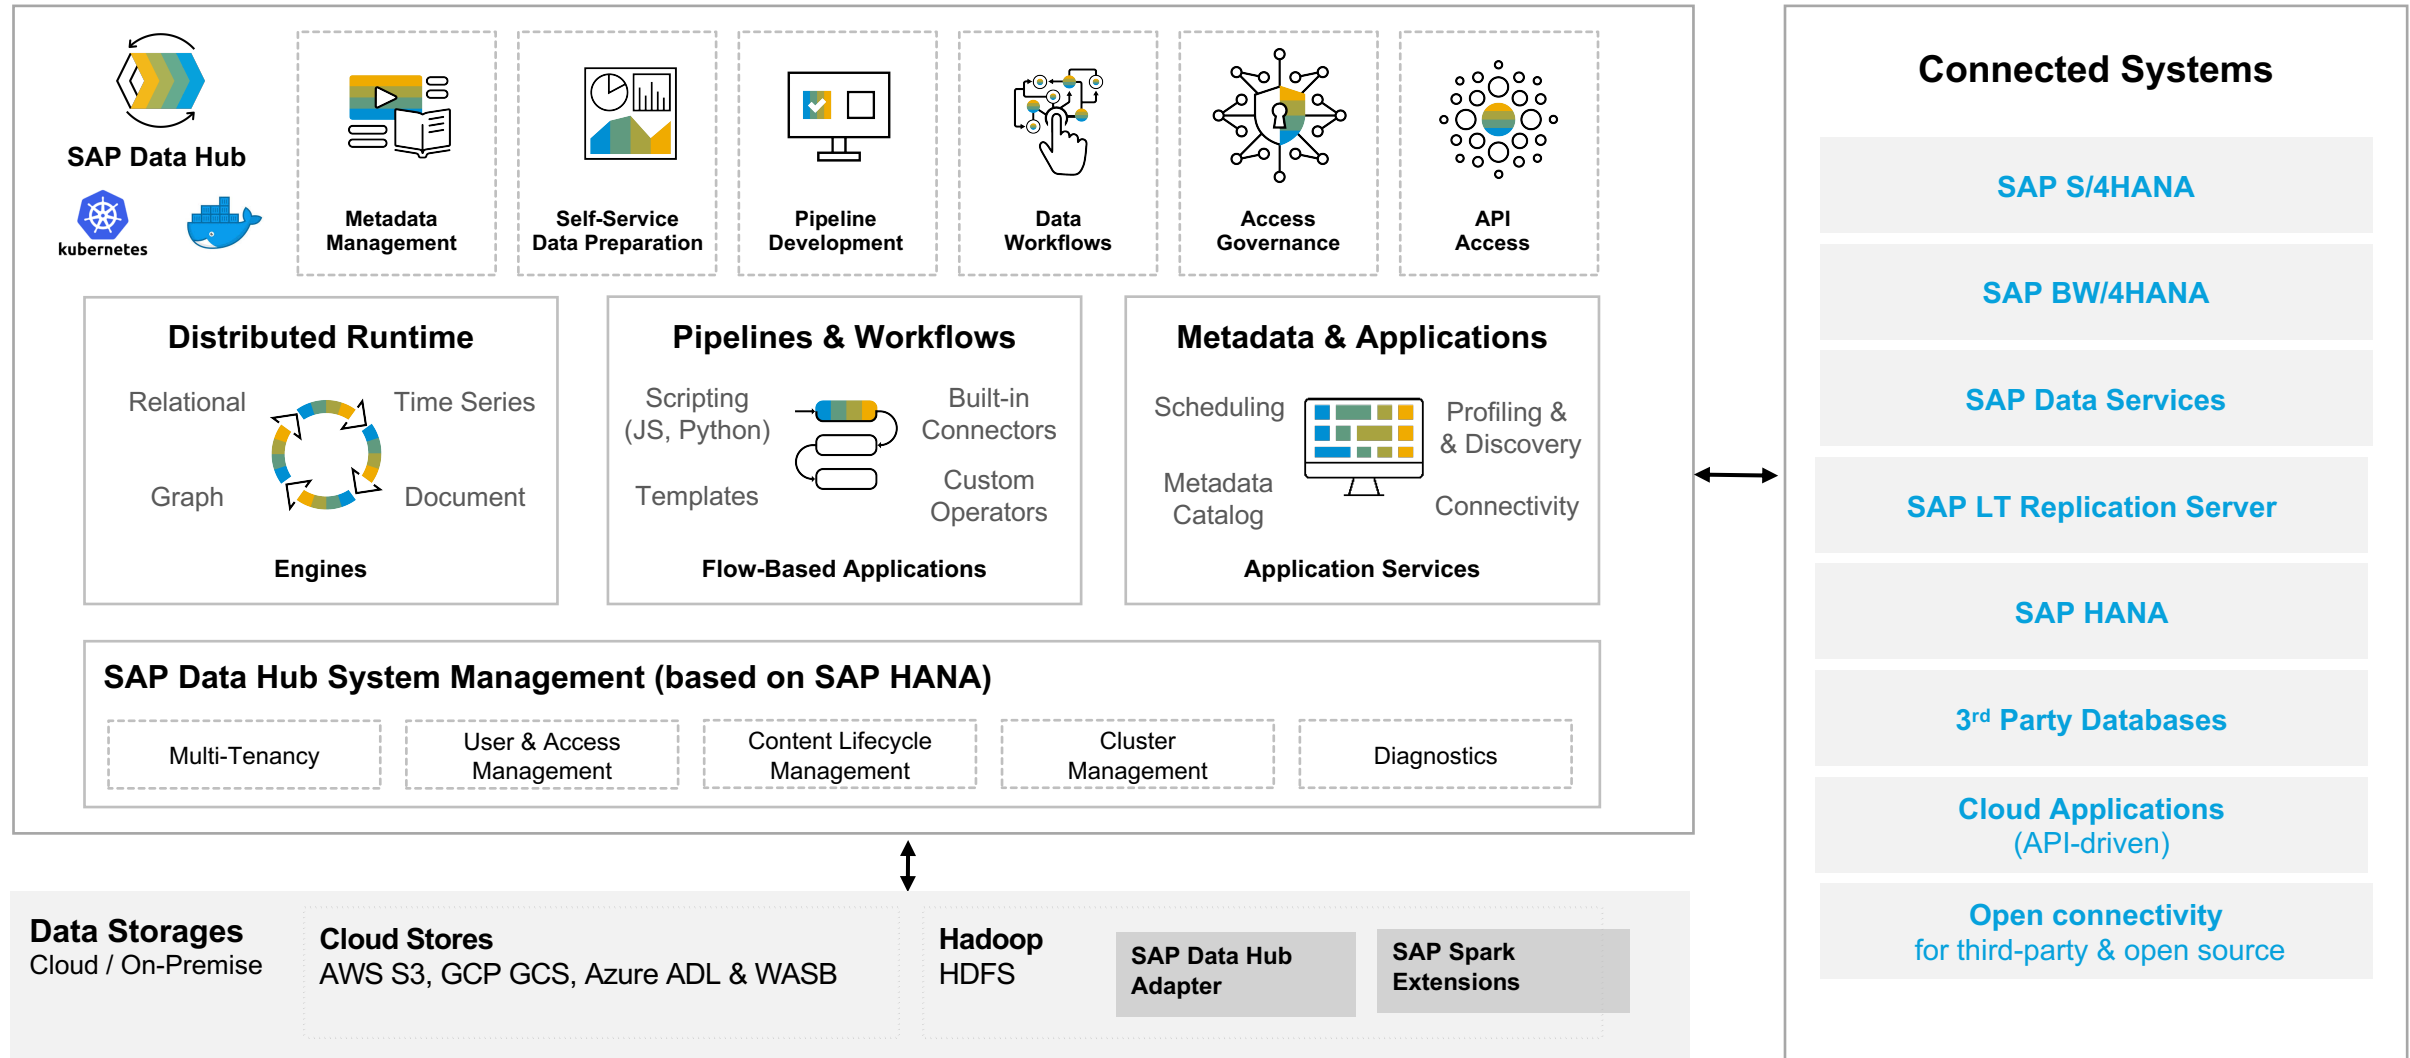 SAP Data Hub
kubernetes
Metadata
Management
Self-Service
Data Preparation
Pipeline
Development
Data
Workflows
Access
Governance
API
Access
Distributed Runtime
Relational
Time Series
Graph
Document
Engines
Pipelines & Workflows
Scripting
(JS, Python)
Built-in
Connectors
Templates
Custom
Operators
Flow-Based Applications
Metadata & Applications
Scheduling
Profiling &
& Discovery
Metadata
Catalog
Connectivity
Application Services
SAP Data Hub System Management (based on SAP HANA)
Multi-Tenancy
User & Access
Management
Content Lifecycle
Management
Cluster
Management
Diagnostics
Data Storages
Cloud / On-Premise
Cloud Stores
AWS S3, GCP GCS, Azure ADL & WASB
Hadoop
HDFS
SAP Data Hub
Adapter
SAP Spark
Extensions
Connected Systems
SAP S/4HANA
SAP BW/4HANA
SAP Data Services
SAP LT Replication Server
SAP HANA
3rd Party Databases
Cloud Applications
(API-driven)
Open connectivity
for third-party & open source